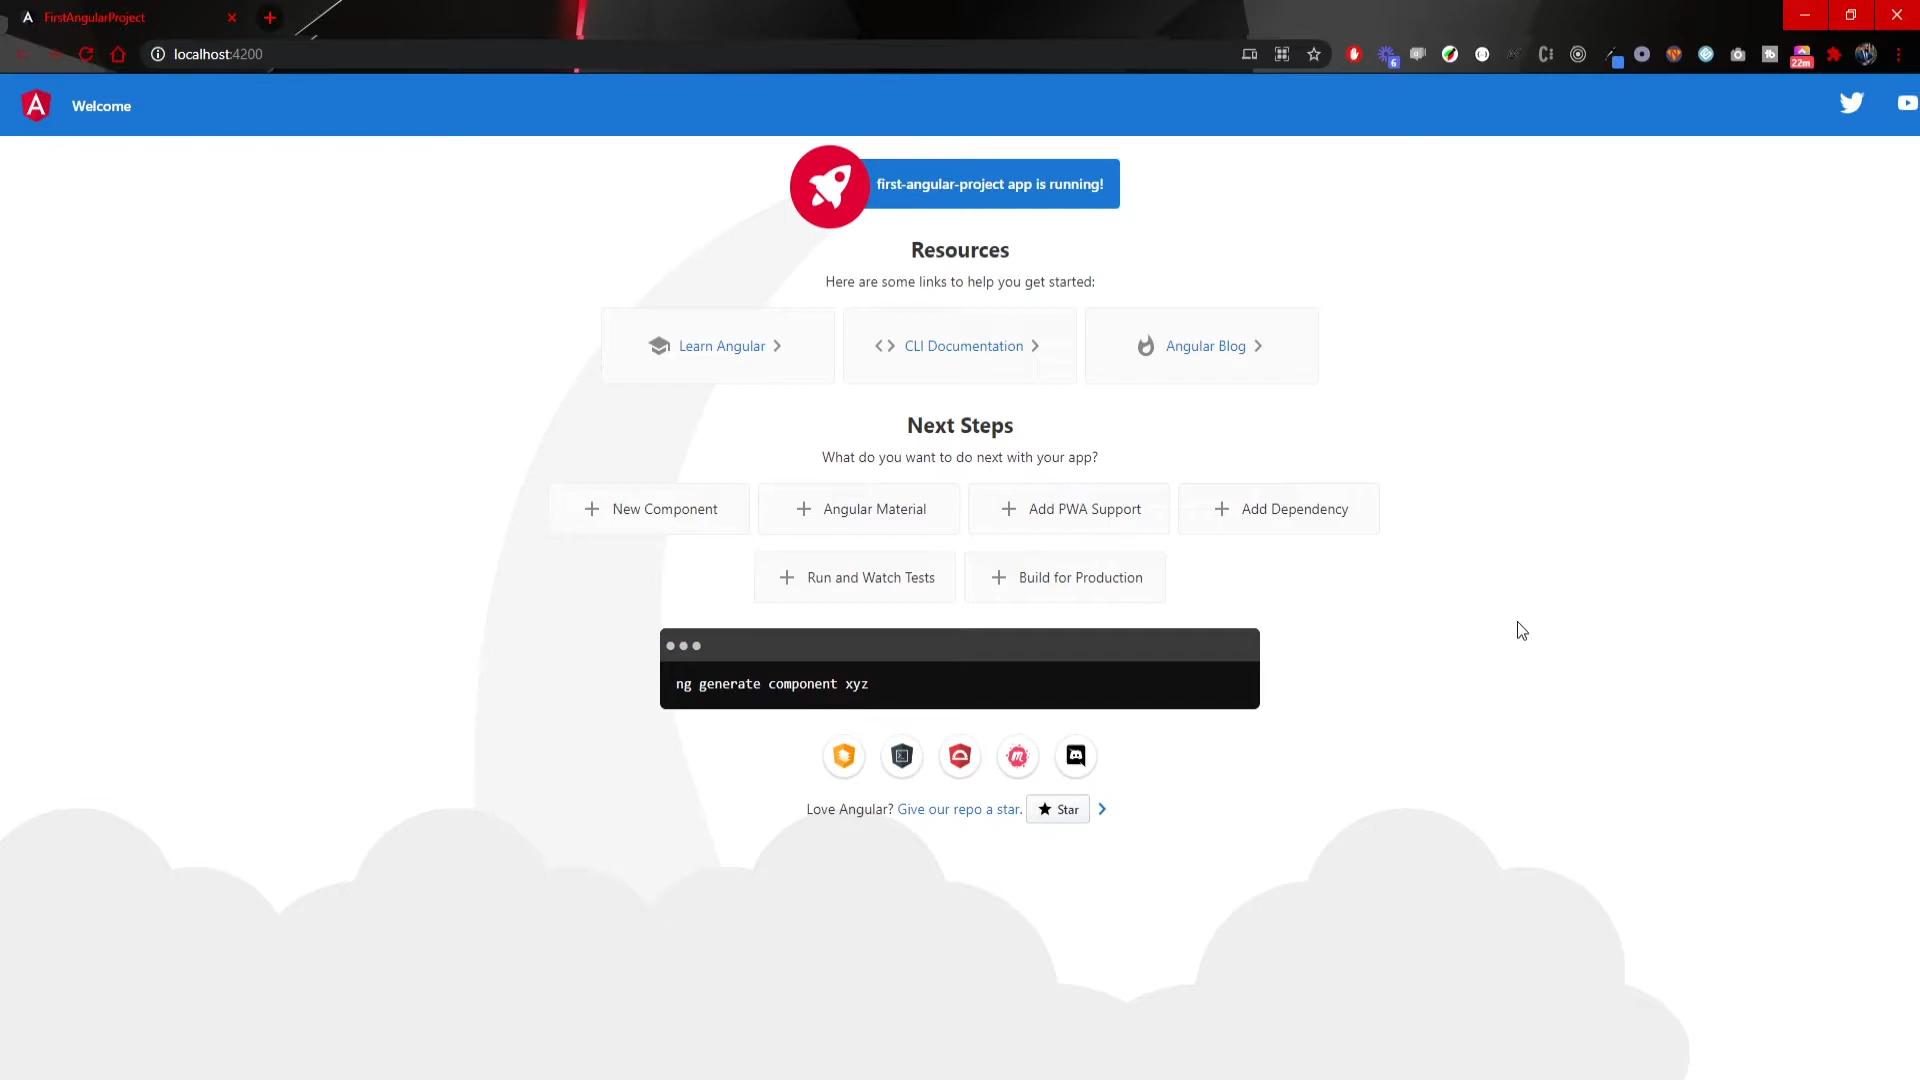 FirstAngularProject
localhost:4200
6
22m
Welcome
first-angular-project app is running!
Resources
Here are some links to help you get started:
Learn Angular
CLI Documentation
Angular Blog
Next Steps
What do you want to do next with your app?
New Component
Angular Material
Add PWA Support
Add Dependency
Run and Watch Tests
Build for Production
ng generate component xyz
Love Angular? Give our repo a star. Star